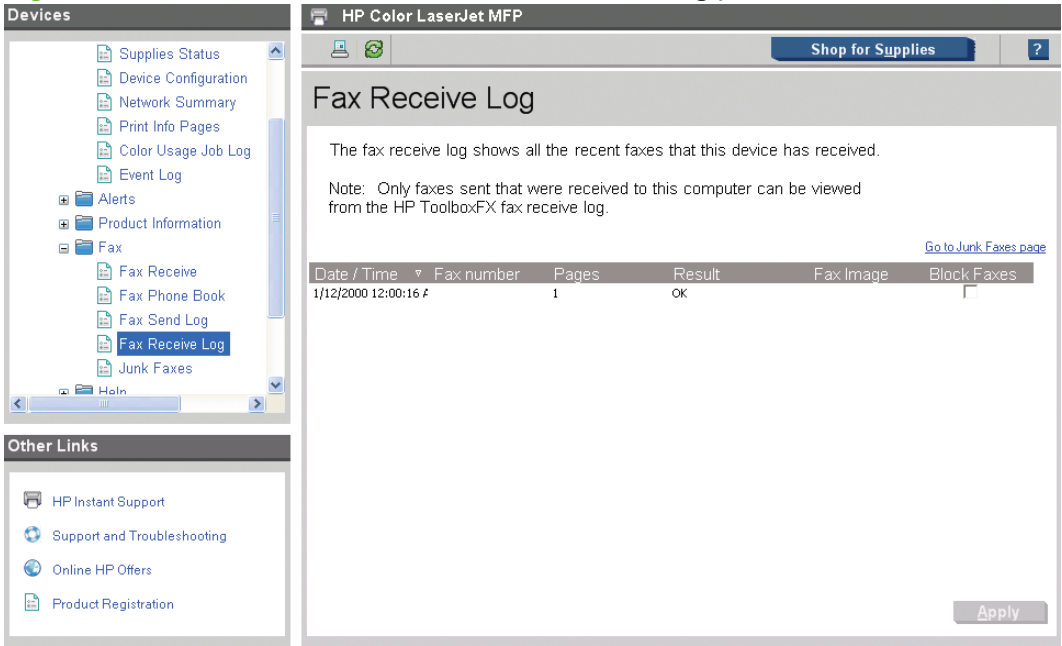 Devices
Supplies Status
Device Configuration
Network Summary
Print Info Pages
Color Usage Job Log
Event Log
Alerts
Product Information
Fax
Fax Receive
Fax Phone Book
Fax Send Log
Fax Receive Log
Junk Faxes
Help
Other Links
HP Instant Support
Support and Troubleshooting
Online HP Offers
Product Registration
HP Color LaserJet MFP
Shop for Supplies ?
Fax Receive Log
The fax receive log shows all the recent faxes that this device has received.
Note: Only faxes sent that were received to this computer can be viewed
from the HP ToolboxFX fax receive log.
Go to Junk Faxes page
Date / Time Fax number Pages Result Fax Image Block Faxes
1/12/2000 12:00:16 1 OK
Apply